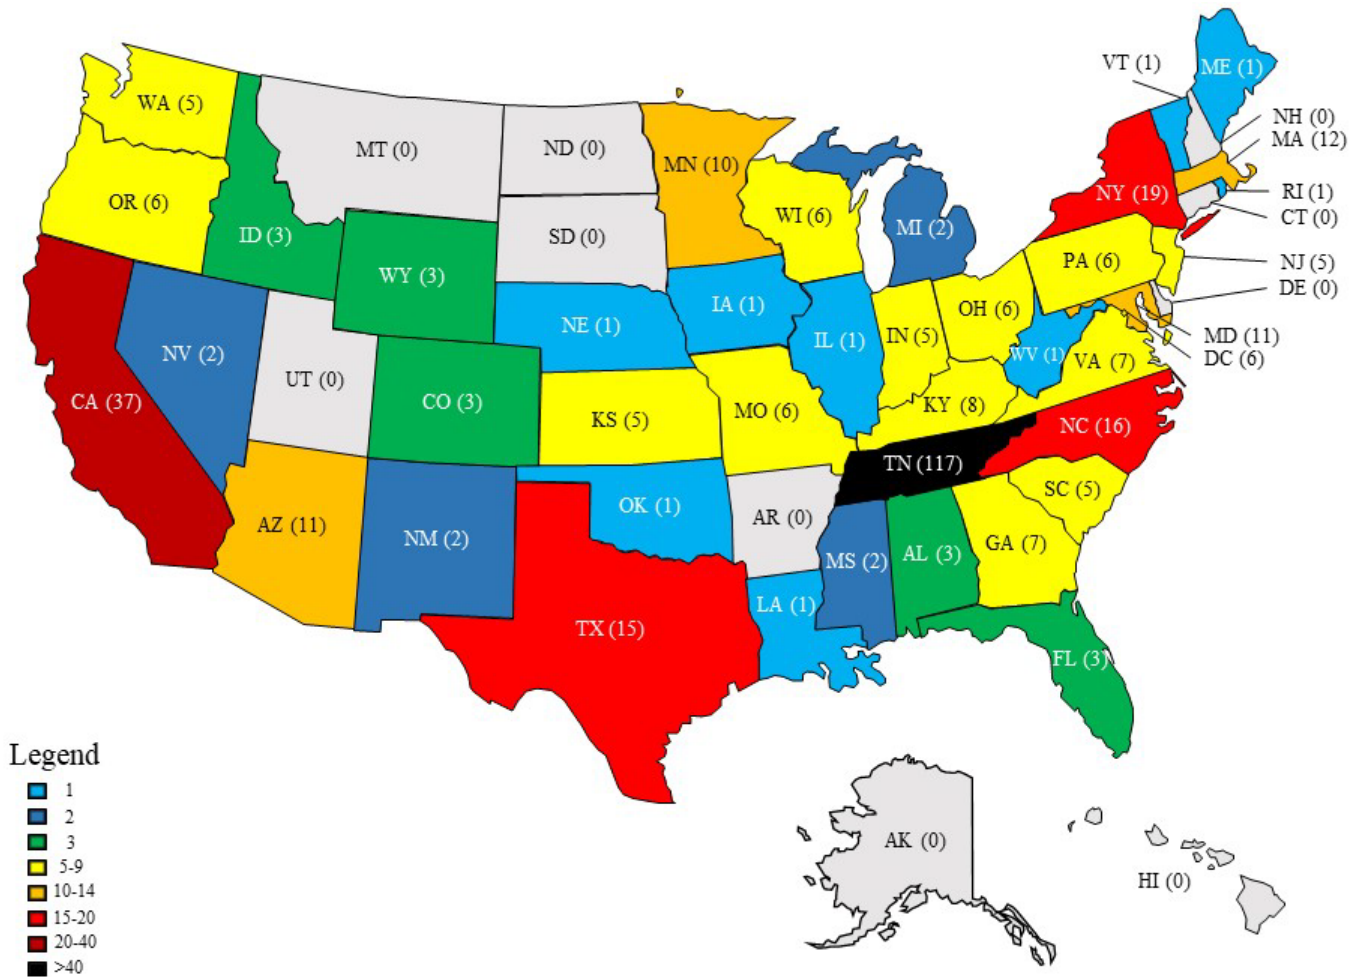 VT (1)
ME (1)
WA (5)
NH (0)
MA (12)
MT (0)
ND (0)
MN (10)
OR (6)
NY (19)
RI (1)
WI (6)
CT (0)
ID (3)
SD (0)
MI (2)
PA (6)
NJ (5)
WY (3)
DE (0)
IA (1)
OH (6)
NE (1)
IN (5)
MD (11)
NV (2)
IL (1)
WV (1)
VA (7)
DC (6)
UT (0)
CA (37)
CO (3)
KY (8)
MO (6)
KS (5)
NC (16)
TN (117)
SC (5)
OK (1)
AR (0)
AZ (11)
NM (2)
GA (7)
AL (3)
MS (2)
LA (1)
TX (15)
FL (3)
AK (0)
HI (0)
Legend
1
2
3
5-9
10-14
15-20
20-40
>40